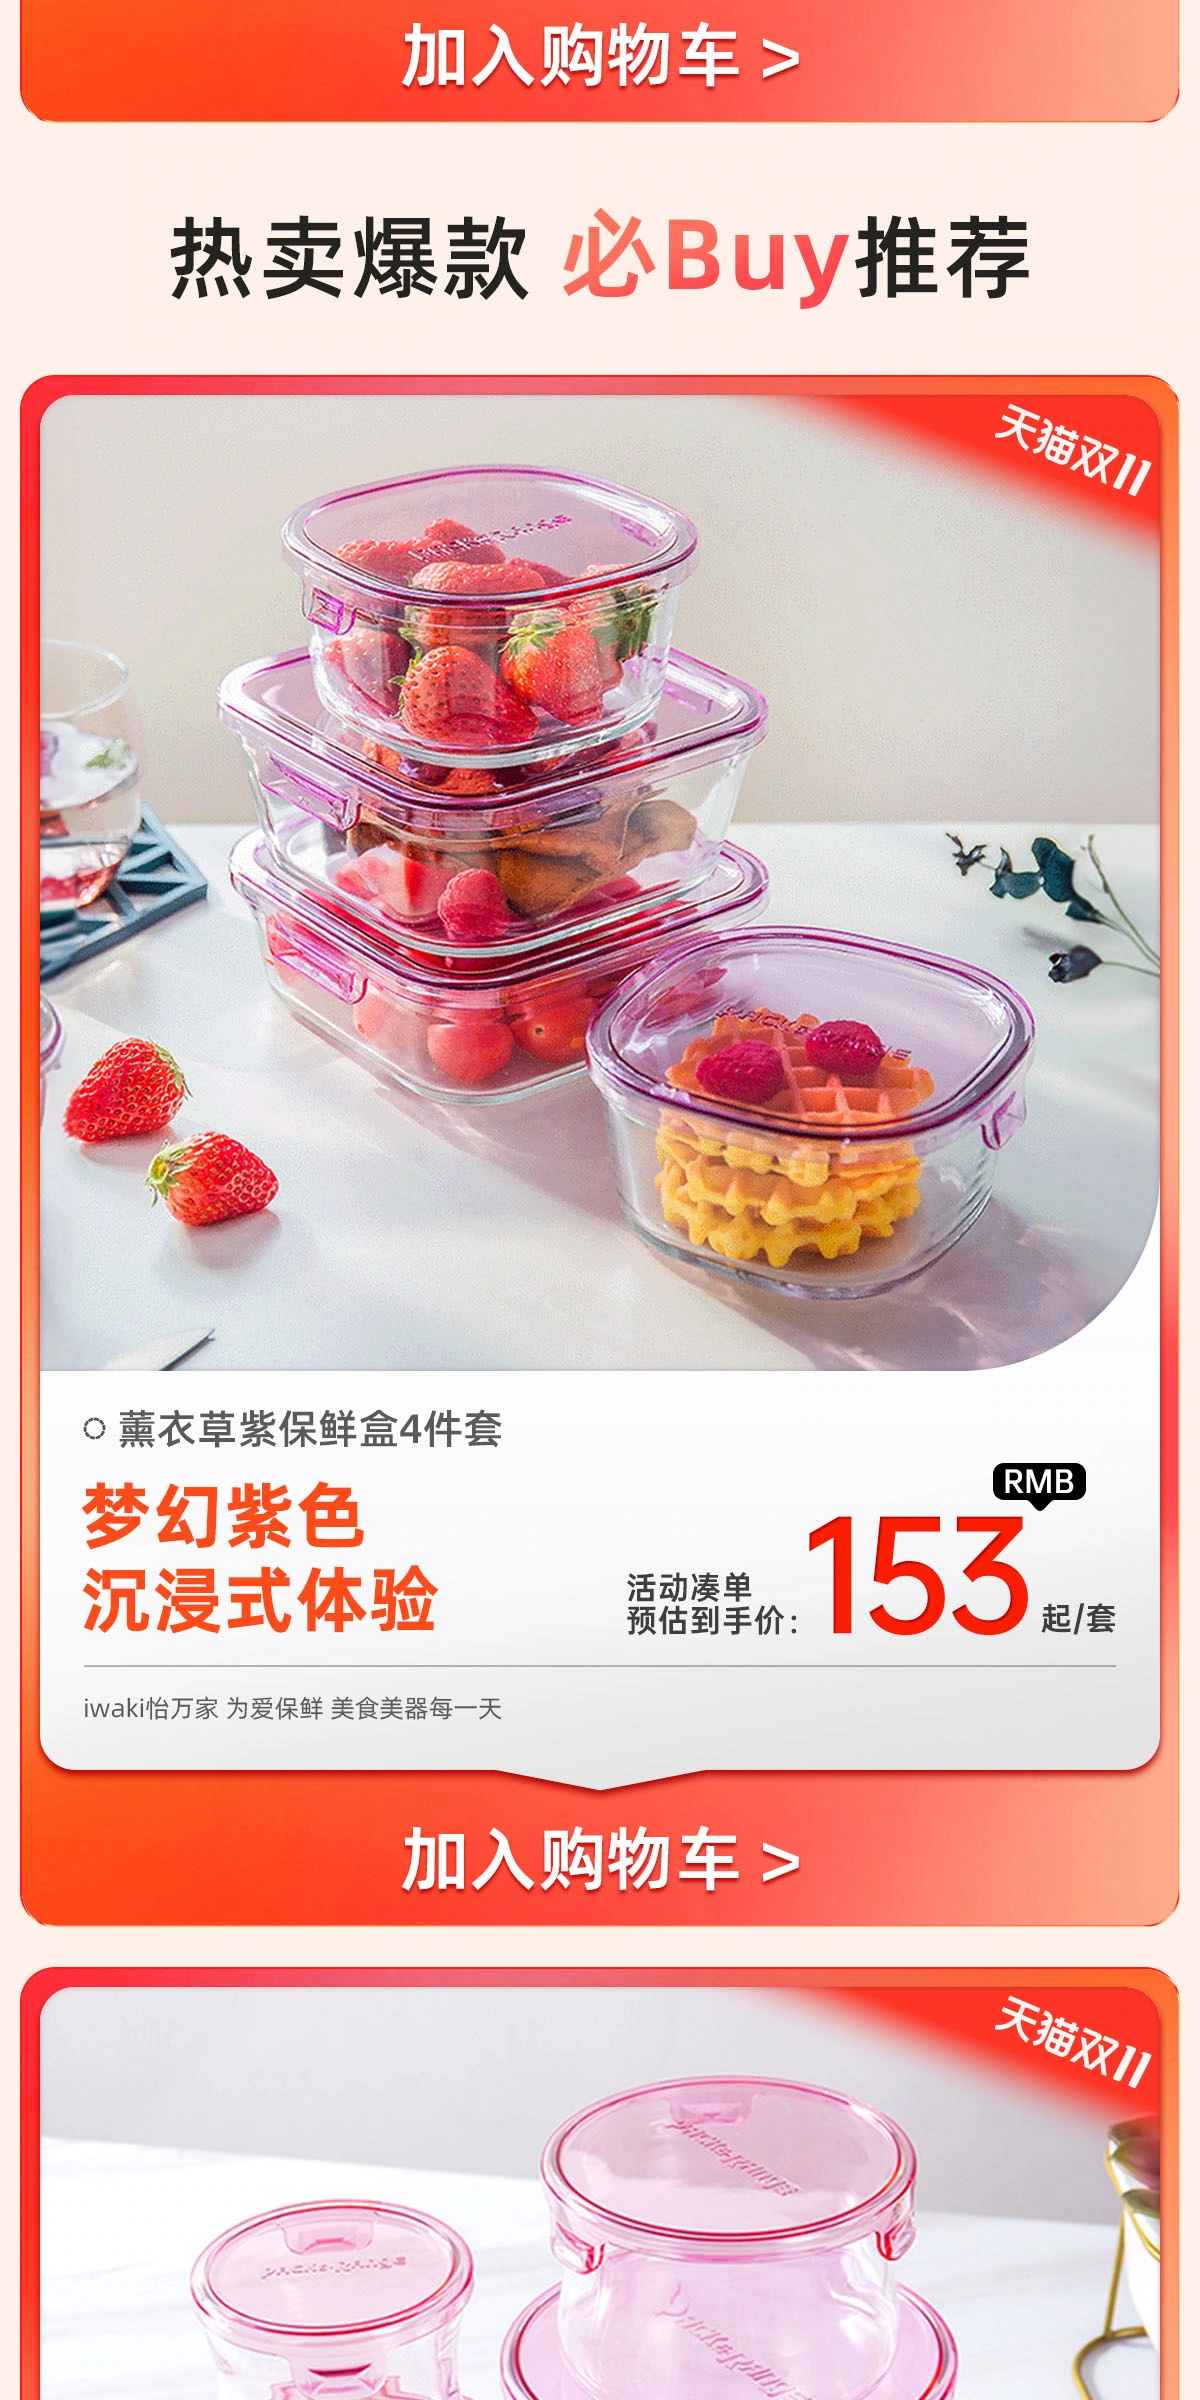 加入购物车 >
热卖爆款 必Buy推荐
天猫双11
薰衣草紫保鲜盒4件套
梦幻紫色
沉浸式体验
RMB
活动凑单
预估到手价: 153 起/套
iwaki怡万家 为爱保鲜 美食美器每一天
加入购物车 >
天猫双11